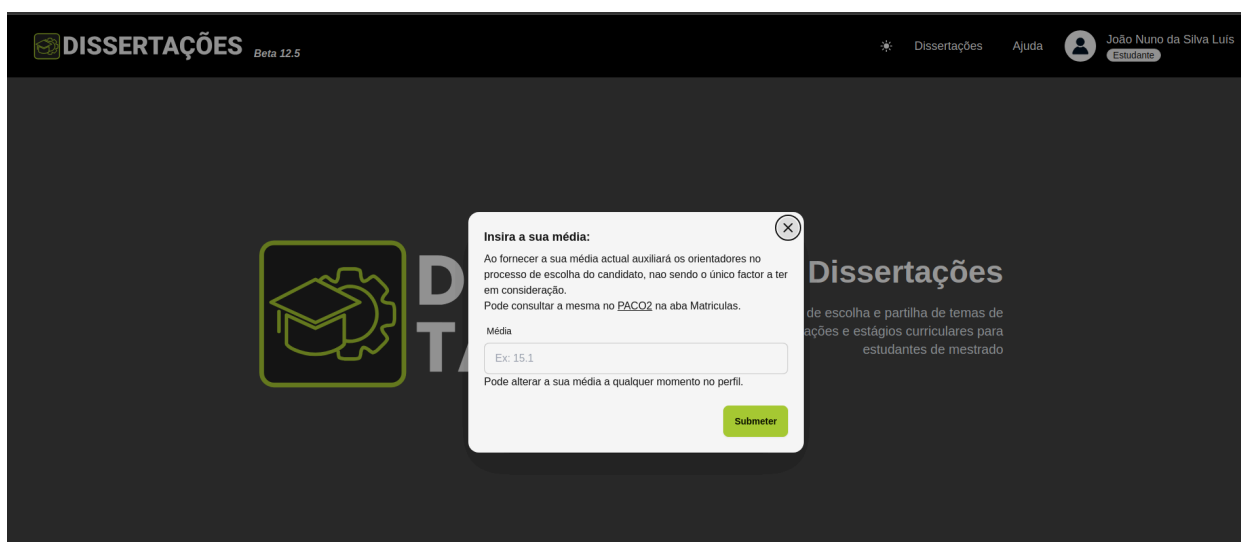 DISSERTAÇÕES Beta 12.5
Dissertações
Ajuda
João Nuno da Silva Luís
Estudante
Insira a sua média:
Ao fornecer a sua média actual auxiliará os orientadores no
processo de escolha do candidato, nao sendo o único factor a ter
em consideração.
Pode consultar a mesma no PACO2 na aba Matriculas.
Média
Ex: 15.1
Pode alterar a sua média a qualquer momento no perfil.
Submeter
D
TA
Dissertações
de escolha e partilha de temas de
ações e estágios curriculares para
estudantes de mestrado